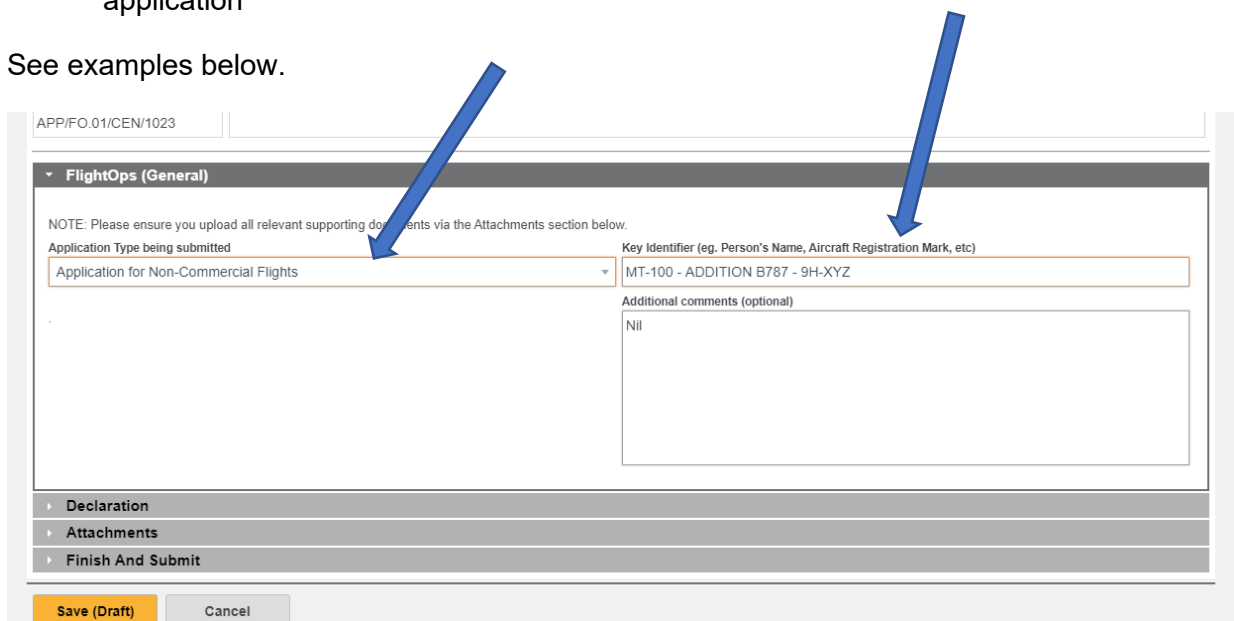 application
See examples below.
APP/FO.01/CEN/1023
FlightOps (General)
NOTE: Please ensure you upload all relevant supporting documents via the Attachments section below.
Application Type being submitted
Application for Non-Commercial Flights
Key Identifier (eg. Person's Name, Aircraft Registration Mark, etc)
MT-100 - ADDITION B787 - 9H-XYZ
Additional comments (optional)
Nil
Declaration
Attachments
Finish And Submit
Save (Draft) Cancel